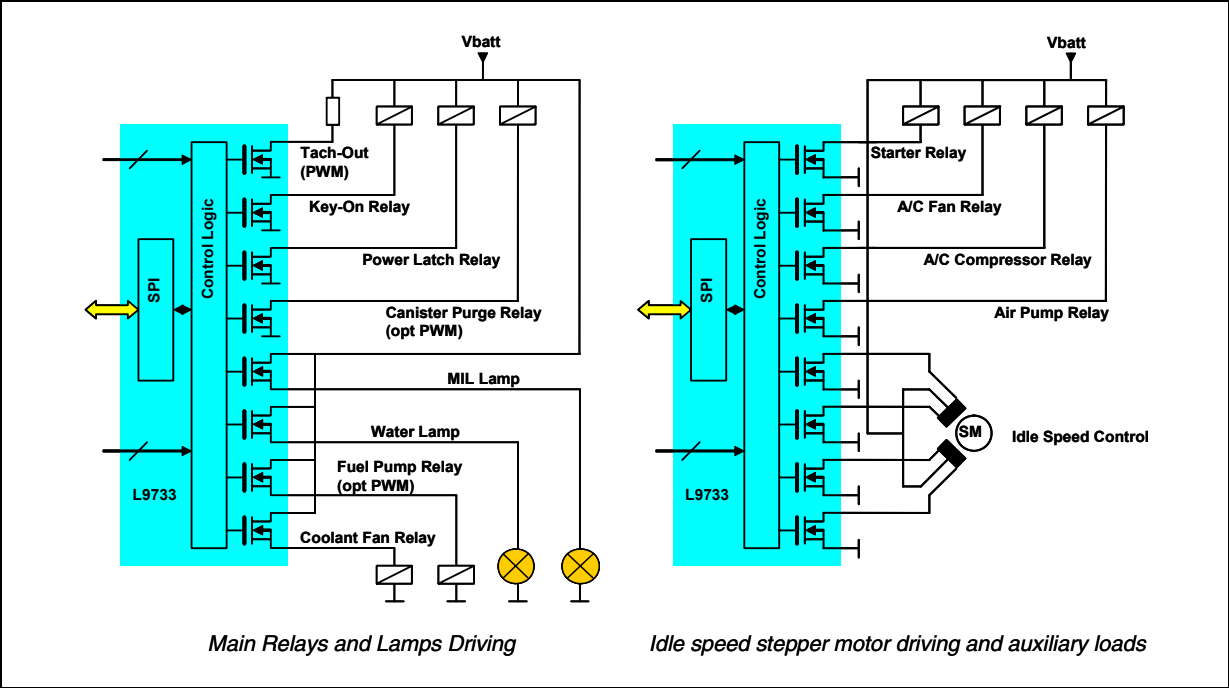 Vbatt
Tach-Out
(PWM)
Key-On Relay
Power Latch Relay
Canister Purge Relay
(opt PWM)
MIL Lamp
Water Lamp
Fuel Pump Relay
(opt PWM)
Coolant Fan Relay
Control Logic
SPI
L9733
Main Relays and Lamps Driving
Vbatt
Starter Relay
A/C Fan Relay
A/C Compressor Relay
Air Pump Relay
SM
Idle Speed Control
Control Logic
SPI
L9733
Idle speed stepper motor driving and auxiliary loads